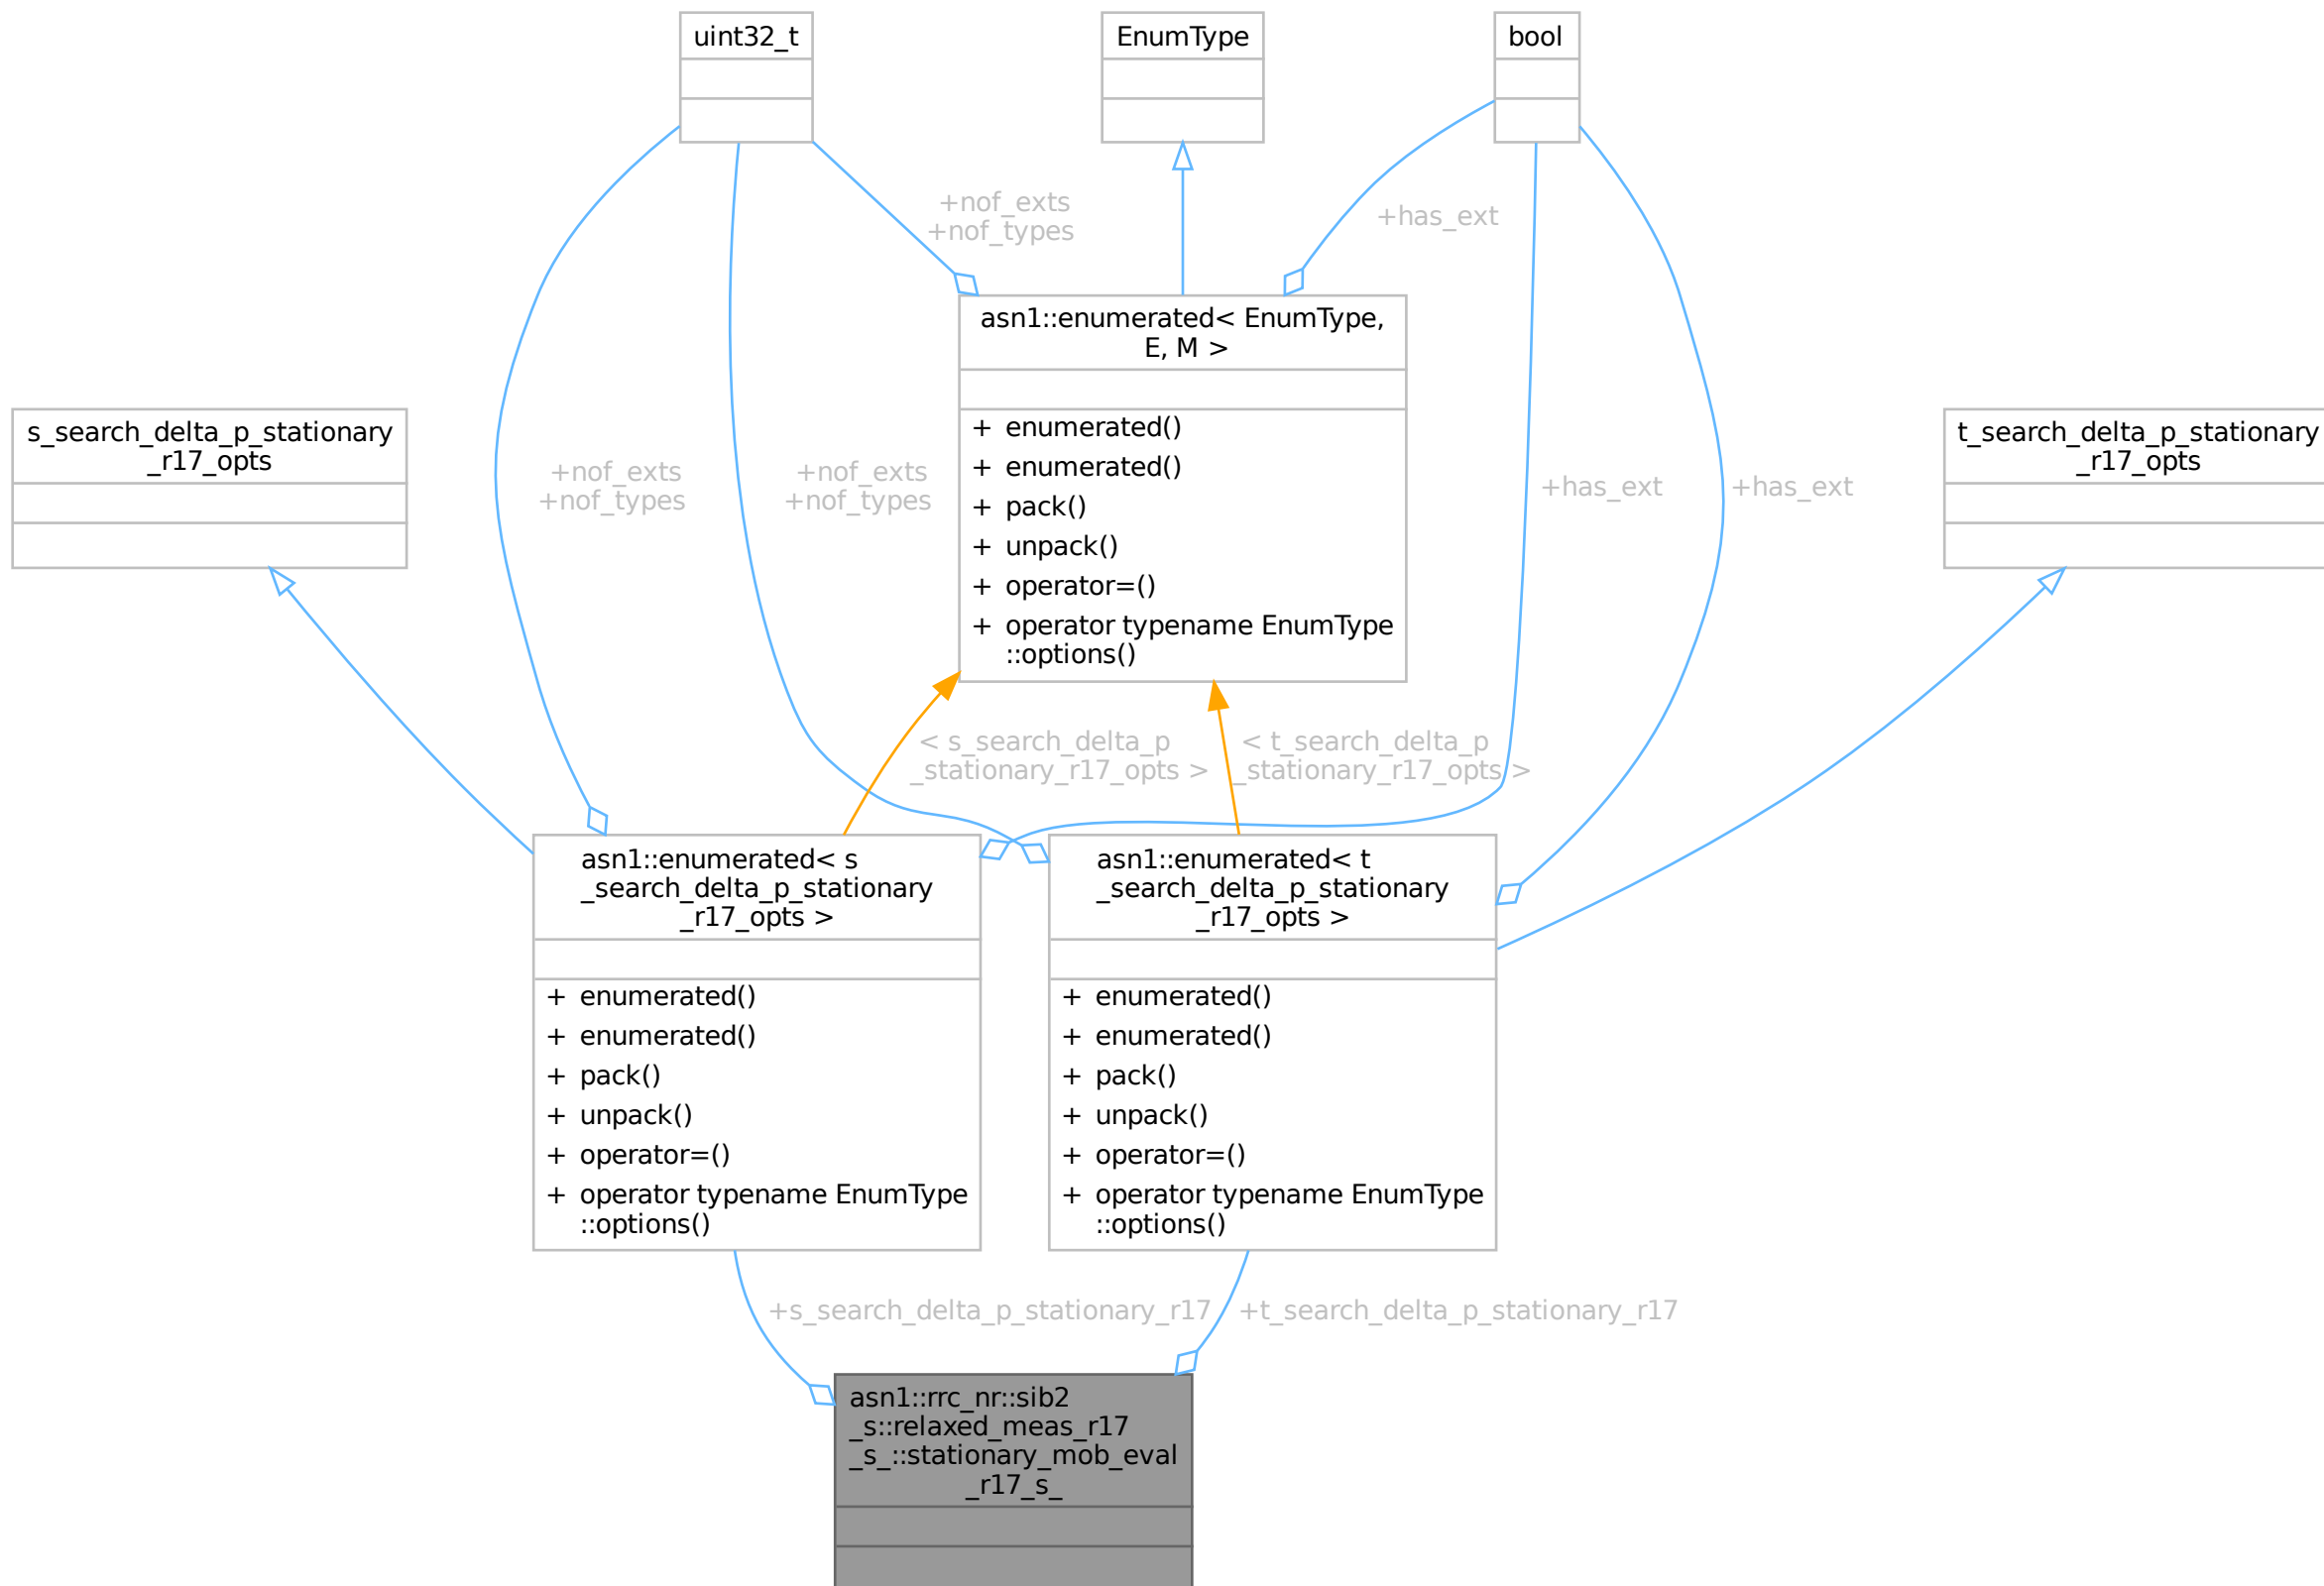 uint32_t
EnumType
bool
+nof_exts
+nof_types
+has_ext
asn1::enumerated< EnumType,
E, M >
+ enumerated()
+ enumerated()
+ pack()
+ unpack()
+ operator=()
+ operator typename EnumType
::options()
s_search_delta_p_stationary
_r17_opts
+nof_exts
+nof_types
+nof_exts
+nof_types
+has_ext
+has_ext
t_search_delta_p_stationary
_r17_opts
< s_search_delta_p
_stationary_r17_opts >
< t_search_delta_p
_stationary_r17_opts >
asn1::enumerated< s
_search_delta_p_stationary
_r17_opts >
+ enumerated()
+ enumerated()
+ pack()
+ unpack()
+ operator=()
+ operator typename EnumType
::options()
asn1::enumerated< t
_search_delta_p_stationary
_r17_opts >
+ enumerated()
+ enumerated()
+ pack()
+ unpack()
+ operator=()
+ operator typename EnumType
::options()
+s_search_delta_p_stationary_r17
+t_search_delta_p_stationary_r17
asn1::rrc_nr::sib2
_s::relaxed_meas_r17
_s_::stationary_mob_eval
_r17_s_